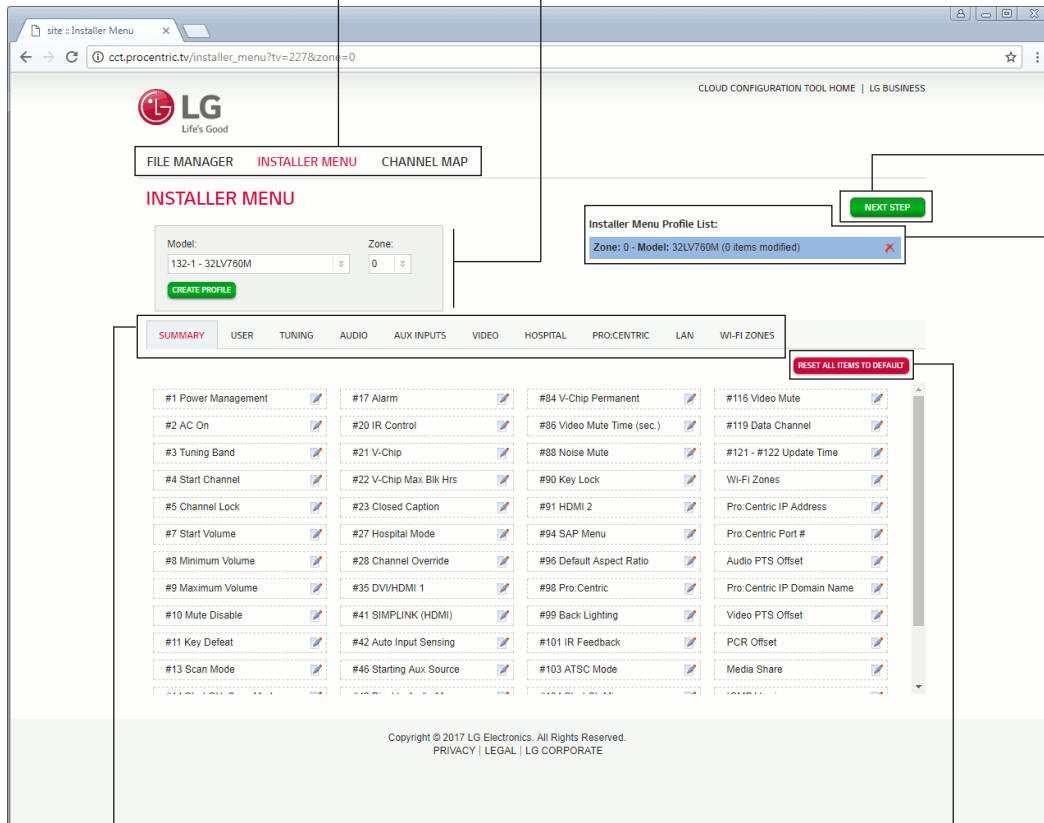 site :: Installer Menu
cct.procentric.tv/installer_menu?tv=227&zone=0
CLOUD CONFIGURATION TOOL HOME | LG BUSINESS
LG
Life's Good
FILE MANAGER INSTALLER MENU CHANNEL MAP
INSTALLER MENU
NEXT STEP
Installer Menu Profile List:
Zone: 0 - Model: 32LV760M (0 items modified)
Model: Zone:
132-1 - 32LV760M 0
CREATE PROFILE
SUMMARY USER TUNING AUDIO AUX INPUTS VIDEO HOSPITAL PRO:CENTRIC LAN WI-FI ZONES
RESET ALL ITEMS TO DEFAULT
#1 Power Management #17 Alarm #84 V-Chip Permanent #116 Video Mute
#2 AC On #20 IR Control #86 Video Mute Time (sec.) #119 Data Channel
#3 Tuning Band #21 V-Chip #88 Noise Mute #121 - #122 Update Time
#4 Start Channel #22 V-Chip Max Blk Hrs #90 Key Lock Wi-Fi Zones
#5 Channel Lock #23 Closed Caption #91 HDMI 2 Pro:Centric IP Address
#7 Start Volume #27 Hospital Mode #94 SAP Menu Pro:Centric Port #
#8 Minimum Volume #28 Channel Override #96 Default Aspect Ratio Audio PTS Offset
#9 Maximum Volume #35 DVI/HDMI 1 #98 Pro:Centric Pro:Centric IP Domain Name
#10 Mute Disable #41 SIMPLINK (HDMI) #99 Back Lighting Video PTS Offset
#11 Key Defeat #42 Auto Input Sensing #101 IR Feedback PCR Offset
#13 Scan Mode #46 Starting Aux Source #103 ATSC Mode Media Share
Copyright © 2017 LG Electronics. All Rights Reserved.
PRIVACY | LEGAL | LG CORPORATE